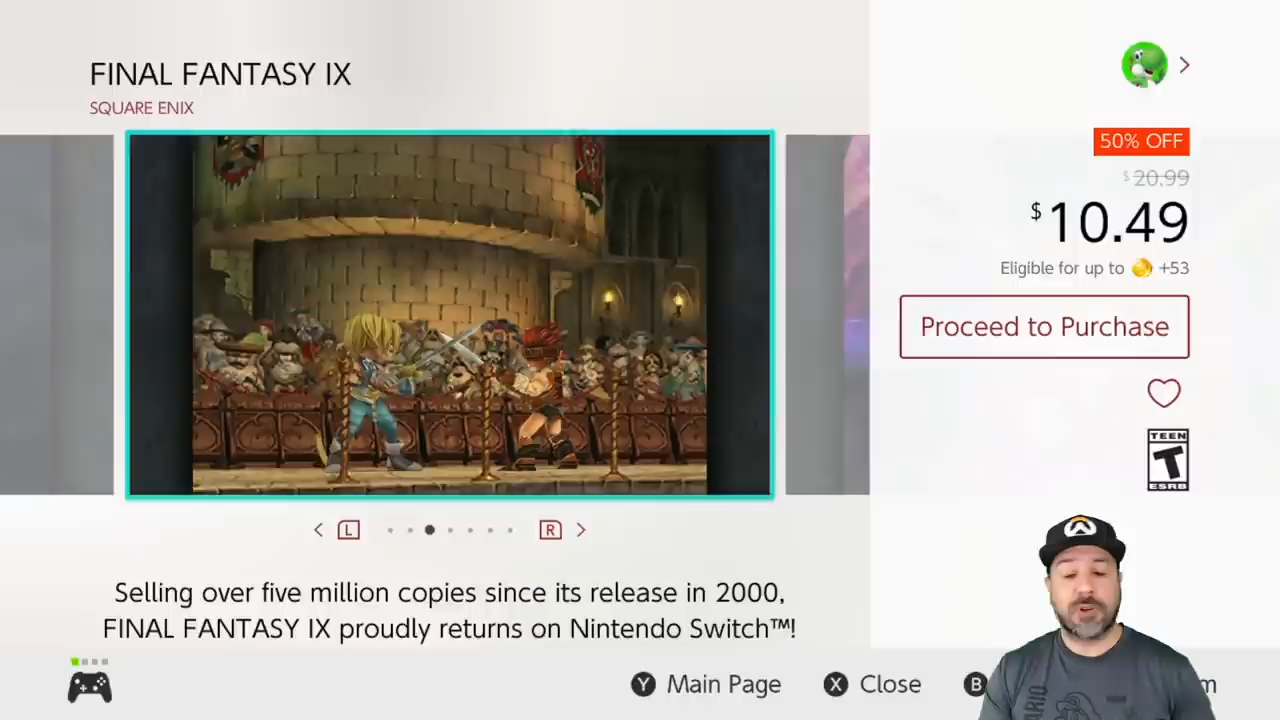 FINAL FANTASY IX
SQUARE ENIX
50% OFF
$20.99
$10.49
Eligible for up to +53
Proceed to Purchase
TEEN
T
ESRB
L
R
Selling over five million copies since its release in 2000,
FINAL FANTASY IX proudly returns on Nintendo Switch™!
Y Main Page
X Close
B